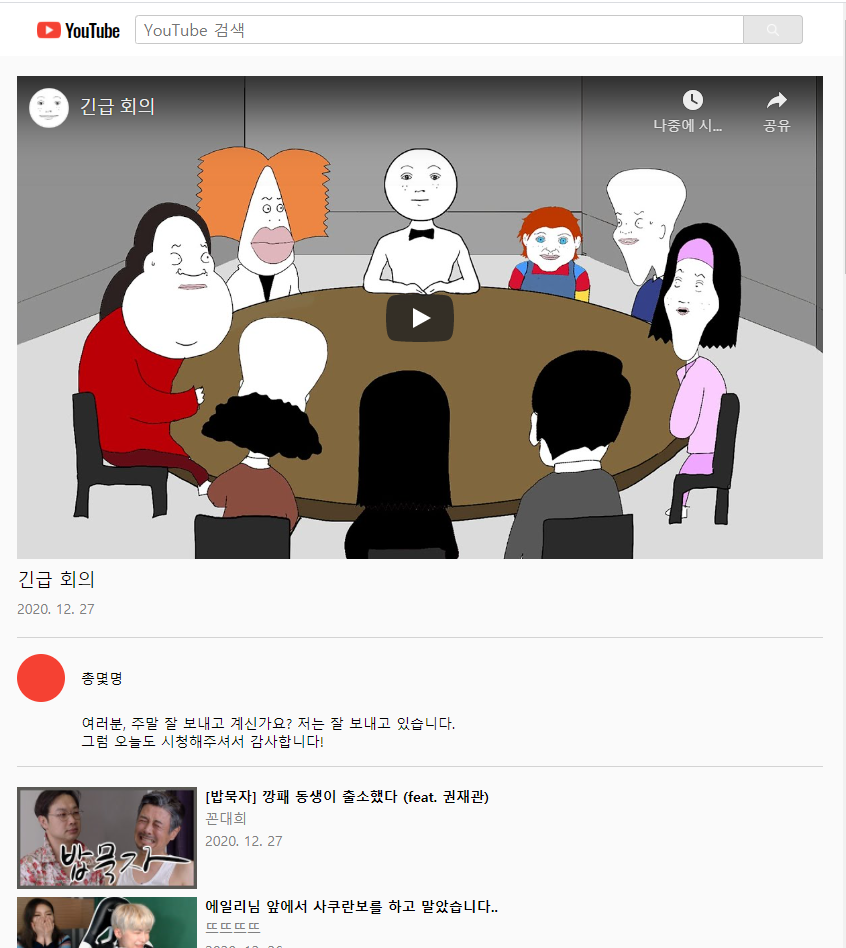 YouTube
YouTube 검색
긴급 회의
나중에 시...
공유
긴급 회의
2020. 12. 27
총몇명
여러분, 주말 잘 보내고 계신가요? 저는 잘 보내고 있습니다.
그럼 오늘도 시청해주셔서 감사합니다!
밥묵자
[밥묵자] 깡패 동생이 출소했다 (feat. 권재관)
꼰대희
2020. 12. 27
에일리님 앞에서 사쿠란보를 하고 말았습니다..
뜨뜨뜨뜨